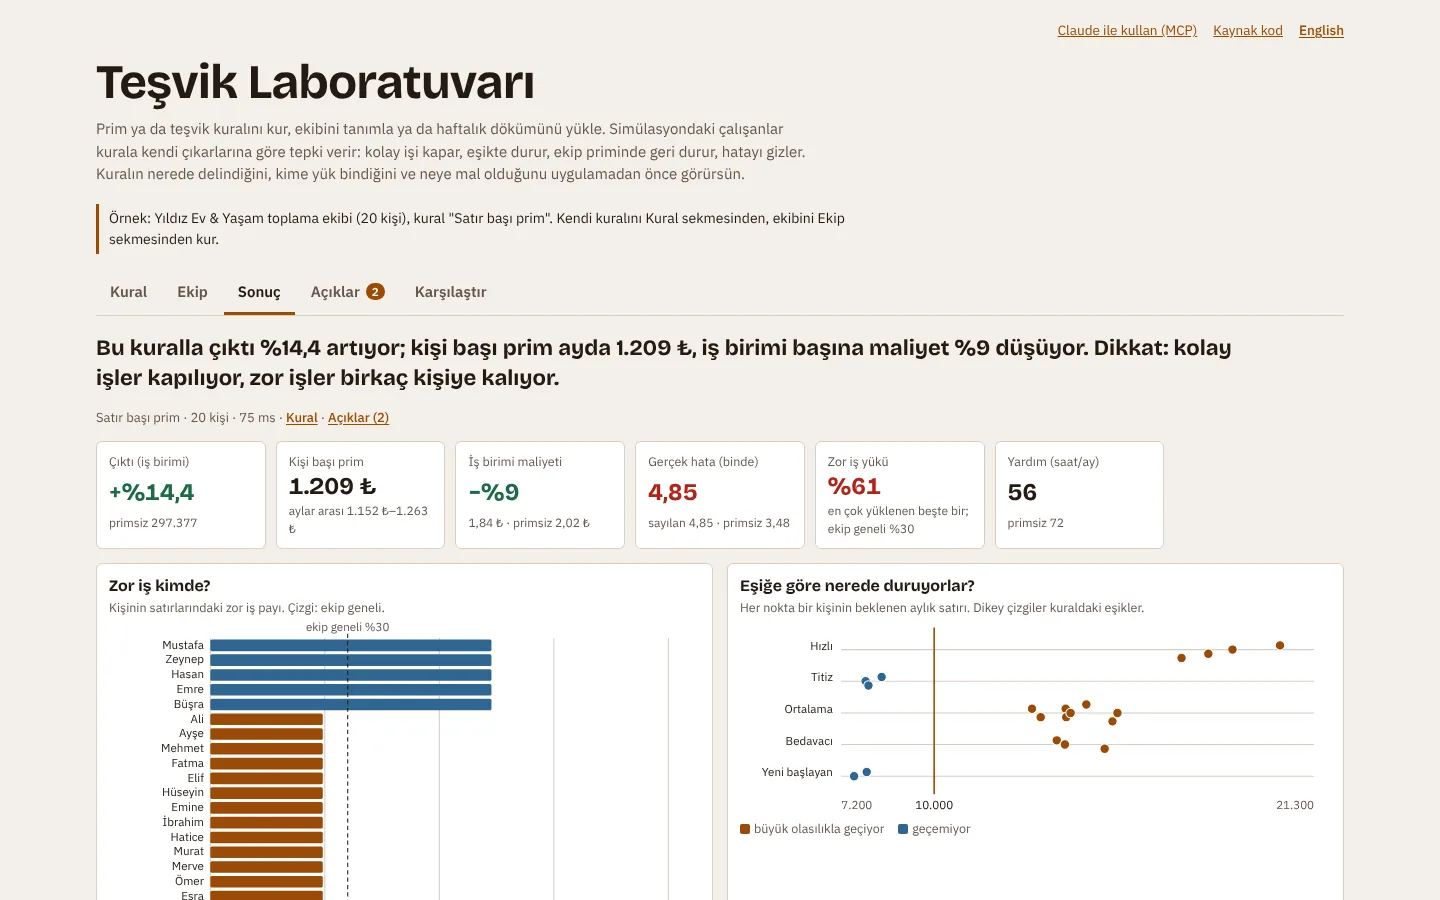 Claude ile kullan (MCP) Kaynak kod English
Teşvik Laboratuvarı
Prim ya da teşvik kuralını kur, ekibini tanımla ya da haftalık dökümünü yükle. Simülasyondaki çalışanlar
kurala kendi çıkarlarına göre tepki verir: kolay işi kapar, eşikte durur, ekip priminde geri durur, hatayı gizler.
Kuralın nerede delindiğini, kime yük bindiğini ve neye mal olduğunu uygulamadan önce görürsün.
Örnek: Yıldız Ev & Yaşam toplama ekibi (20 kişi), kural "Satır başı prim". Kendi kuralını Kural sekmesinden, ekibini Ekip
sekmesinden kur.
Kural Ekip Sonuç Açıklar 2 Karşılaştır
Bu kuralla çıktı %14,4 artıyor; kişi başı prim ayda 1.209 ₺, iş birimi başına maliyet %9 düşüyor. Dikkat: kolay
işler kapılıyor, zor işler birkaç kişiye kalıyor.
Satır başı prim · 20 kişi · 75 ms · Kural · Açıklar (2)
Çıktı (iş birimi)
+%14,4
primsiz 297.377
Kişi başı prim
1.209 ₺
aylar arası 1.152 ₺–1.263
₺
İş birimi maliyeti
−%9
1,84 ₺ · primsiz 2,02 ₺
Gerçek hata (binde)
4,85
sayılan 4,85 · primsiz 3,48
Zor iş yükü
%61
en çok yüklenen beşte bir;
ekip geneli %30
Yardım (saat/ay)
56
primsiz 72
Zor iş kimde?
Kişinin satırlarındaki zor iş payı. Çizgi: ekip geneli.
ekip geneli %30
Mustafa
Zeynep
Hasan
Emre
Büşra
Ali
Ayşe
Mehmet
Fatma
Elif
Hüseyin
Emine
İbrahim
Hatice
Murat
Merve
Ömer
Esra
Eşiğe göre nerede duruyorlar?
Her nokta bir kişinin beklenen aylık satırı. Dikey çizgiler kuraldaki eşikler.
Hızlı
Titiz
Ortalama
Bedavacı
Yeni başlayan
7.200 10.000 21.300
büyük olasılıkla geçiyor geçemiyor